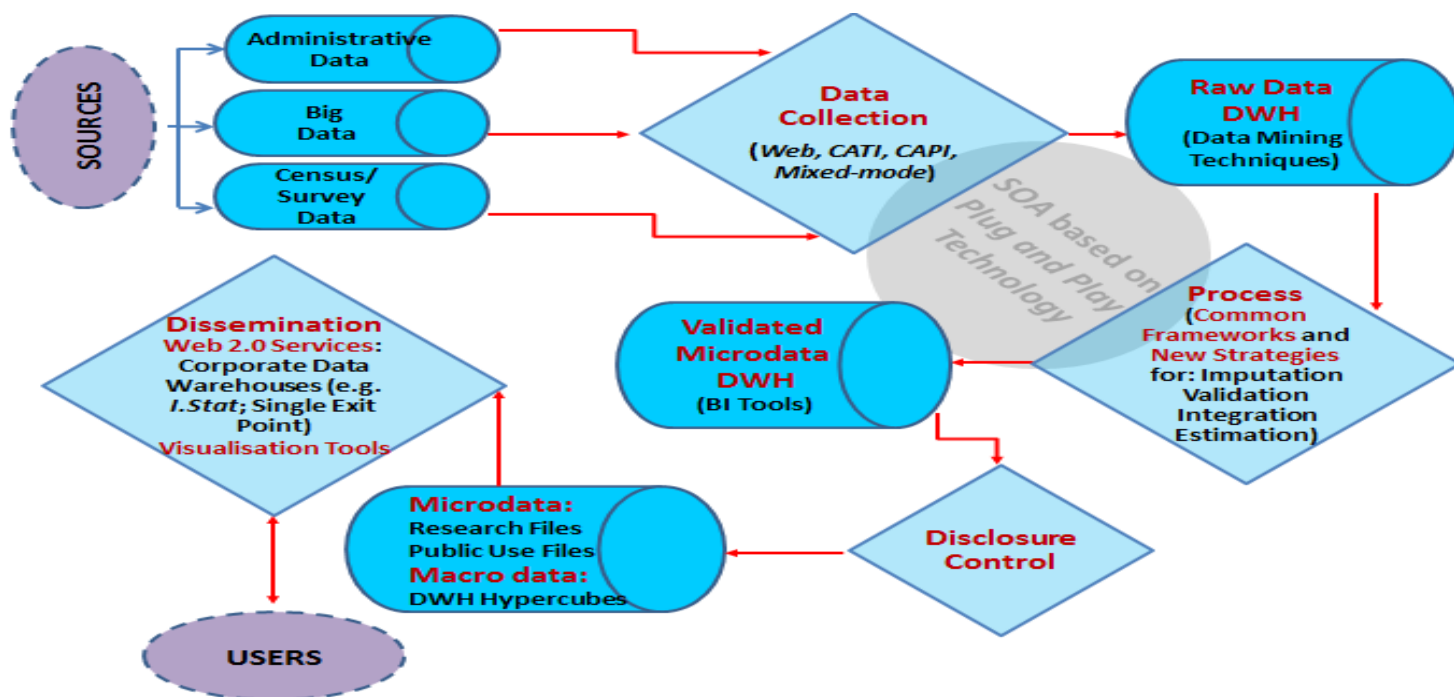 SOURCES
Administrative
Data
Big
Data
Census/
Survey
Data
Data
Collection
(Web, CATI, CAPI,
Mixed-mode)
Raw Data
DWH
(Data Mining
Techniques)
SOA based on
Plug and Play
Technology
Process
(Common
Frameworks and
New Strategies
for: Imputation
Validation
Integration
Estimation)
Validated
Microdata
DWH
(BI Tools)
Disclosure
Control
Microdata:
Research Files
Public Use Files
Macro data:
DWH Hypercubes
Dissemination
Web 2.0 Services:
Corporate Data
Warehouses (e.g.
I.Stat; Single Exit
Point)
Visualisation Tools
USERS